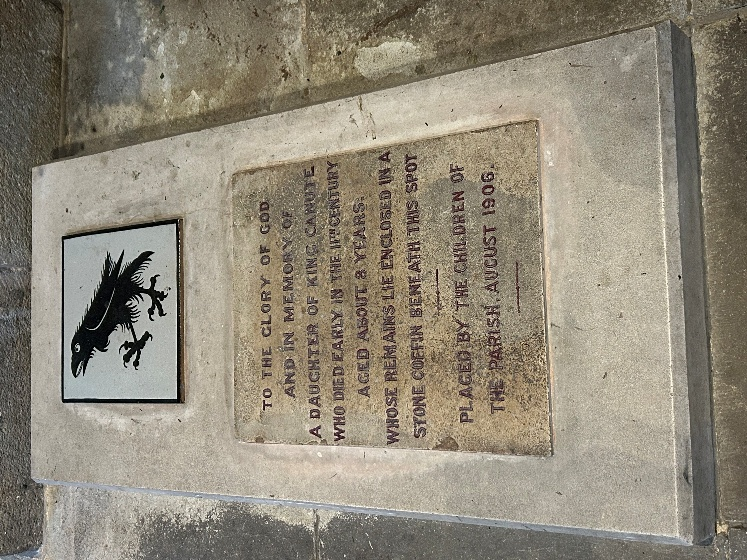 TO THE GLORY OF GOD
AND IN MEMORY OF
A DAUGHTER OF KING CANUTE
WHO DIED EARLY IN THE 11TH CENTURY
AGED ABOUT 8 YEARS.
WHOSE REMAINS LIE ENCLOSED IN A
STONE COFFIN BENEATH THIS SPOT
PLACED BY THE CHILDREN OF
THE PARISH, AUGUST 1906.